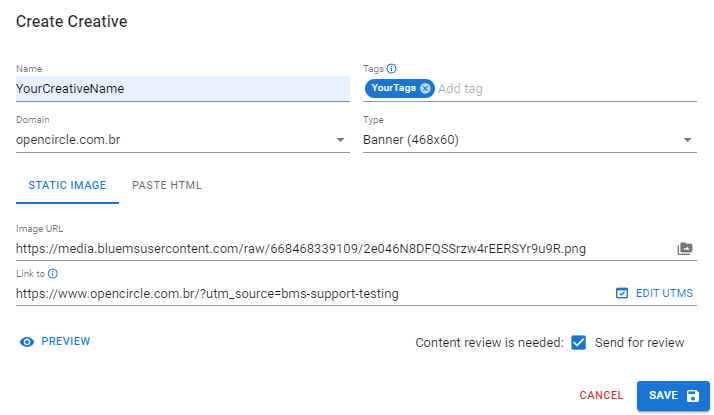 Create Creative
Name
YourCreativeName
Tags
YourTags
Add tag
Domain
opencircle.com.br
Type
Banner (468x60)
STATIC IMAGE
PASTE HTML
Image URL
https://media.bluemsusercontent.com/raw/668468339109/2e046N8DFQSSrzw4rEERSYr9u9R.png
Link to
https://www.opencircle.com.br/?utm_source=bms-support-testing
EDIT UTMS
PREVIEW
Content review is needed:
Send for review
CANCEL
SAVE